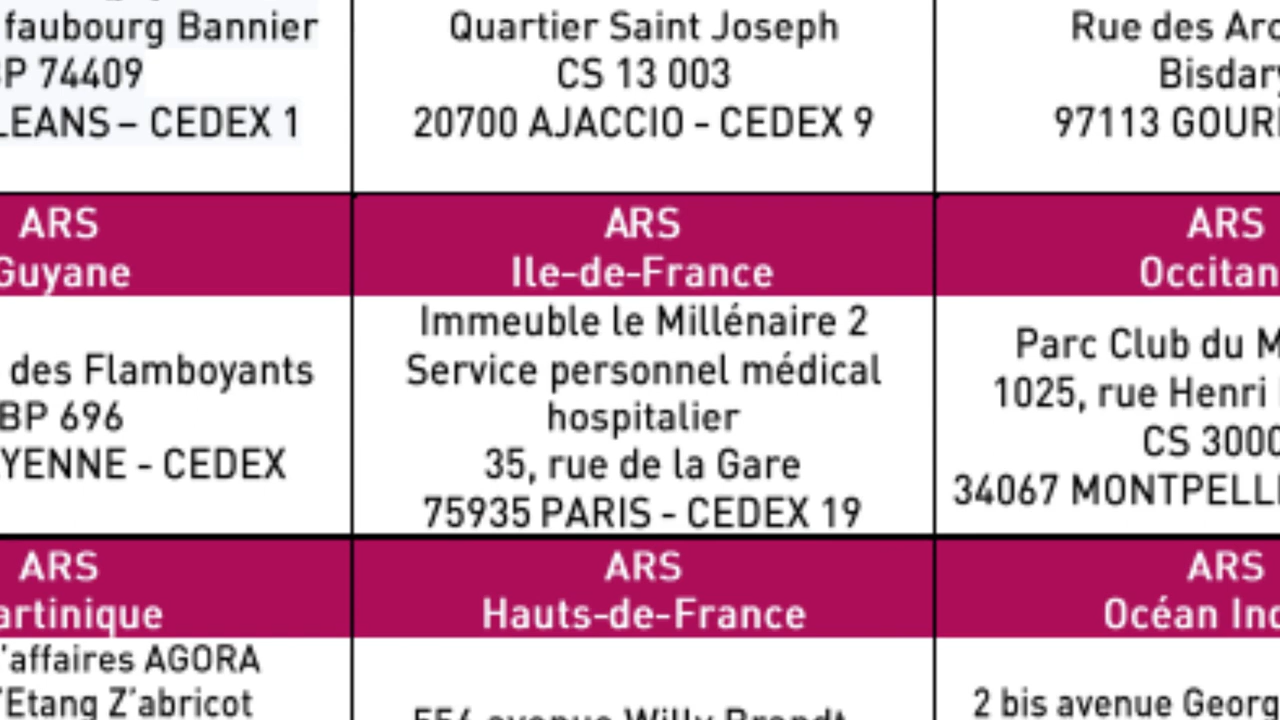 faubourg Bannier
BP 74409
LEANS – CEDEX 1
Quartier Saint Joseph
CS 13 003
20700 AJACCIO - CEDEX 9
Rue des Arc
Bisdary
97113 GOUR
ARS
Guyane
ARS
Ile-de-France
ARS
Occitan
des Flamboyants
BP 696
YENNE - CEDEX
Immeuble le Millénaire 2
Service personnel médical
hospitalier
35, rue de la Gare
75935 PARIS - CEDEX 19
Parc Club du M
1025, rue Henri
CS 3000
34067 MONTPELL
ARS
artinique
ARS
Hauts-de-France
ARS
Océan Ind
'affaires AGORA
'Etang Z'abricot
556 avenue Willy Brandt
2 bis avenue Georg